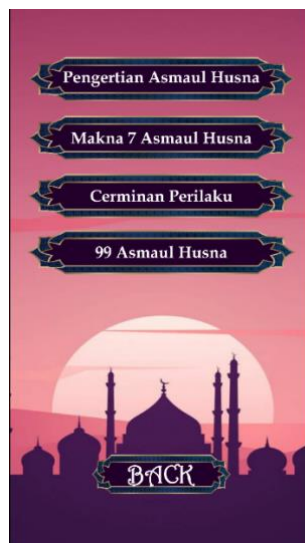 Pengertian Asmaul Husna
Makna 7 Asmaul Husna
Cerminan Perilaku
99 Asmaul Husna
BACK